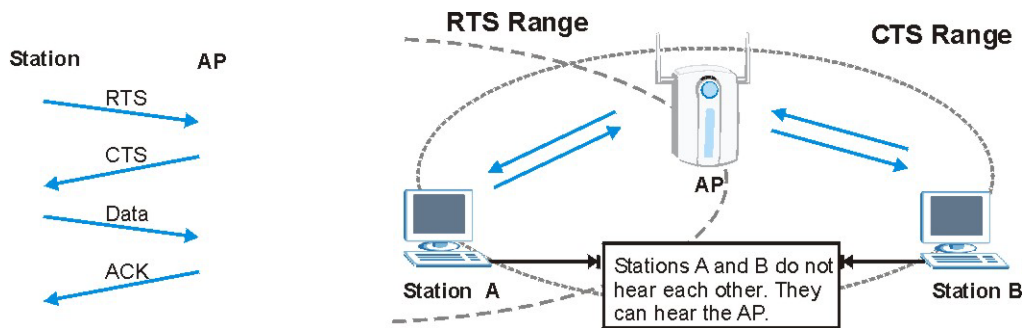 Station AP
RTS
CTS
Data
ACK
RTS Range
CTS Range
AP
Station A
Stations A and B do not
hear each other. They
can hear the AP.
Station B